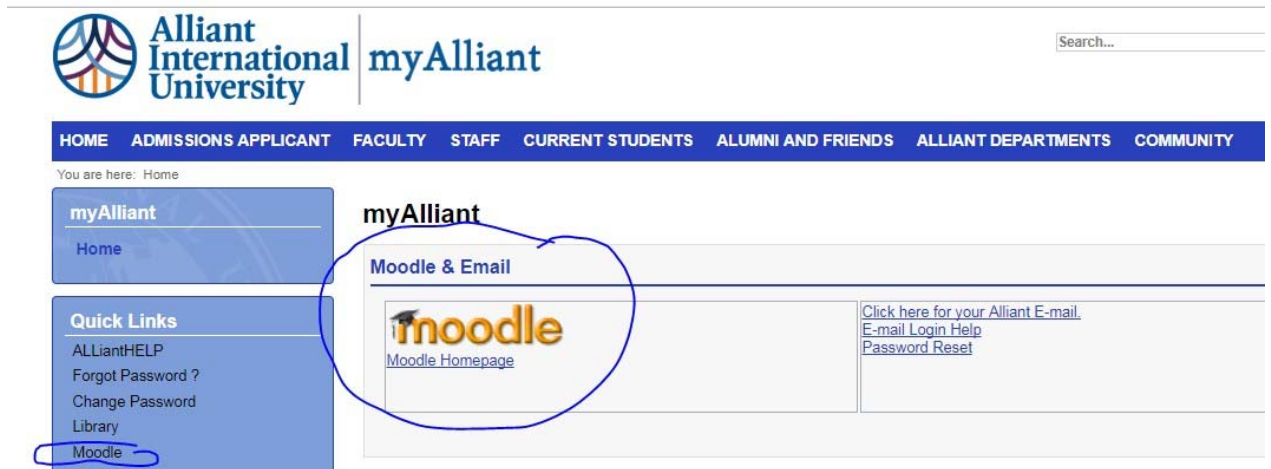 Alliant
International
University
myAlliant
Search...
HOME ADMISSIONS APPLICANT FACULTY STAFF CURRENT STUDENTS ALUMNI AND FRIENDS ALLIANT DEPARTMENTS COMMUNITY
You are here: Home
myAlliant
Home
Quick Links
ALLiantHELP
Forgot Password ?
Change Password
Library
Moodle
myAlliant
Moodle & Email
moodle
Moodle Homepage
Click here for your Alliant E-mail.
E-mail Login Help
Password Reset